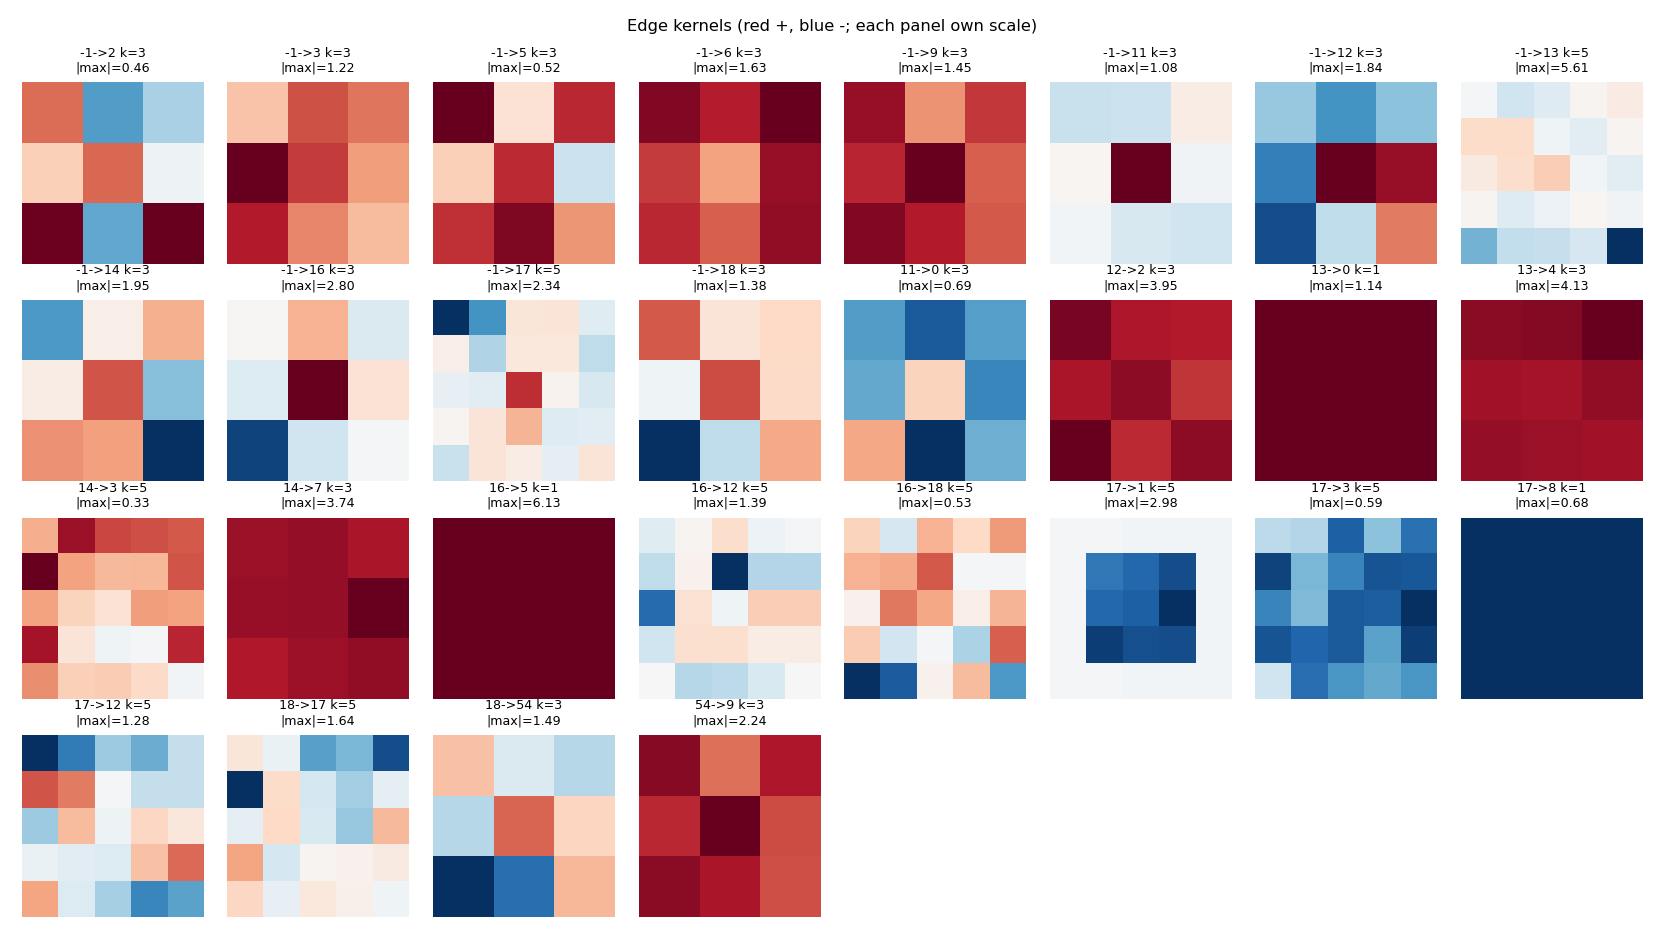 Edge kernels (red +, blue -; each panel own scale)
-1->2 k=3
|max|=0.46
-1->3 k=3
|max|=1.22
-1->5 k=3
|max|=0.52
-1->6 k=3
|max|=1.63
-1->9 k=3
|max|=1.45
-1->11 k=3
|max|=1.08
-1->12 k=3
|max|=1.84
-1->13 k=5
|max|=5.61
-1->14 k=3
|max|=1.95
-1->16 k=3
|max|=2.80
-1->17 k=5
|max|=2.34
-1->18 k=3
|max|=1.38
11->0 k=3
|max|=0.69
12->2 k=3
|max|=3.95
13->0 k=1
|max|=1.14
13->4 k=3
|max|=4.13
14->3 k=5
|max|=0.33
14->7 k=3
|max|=3.74
16->5 k=1
|max|=6.13
16->12 k=5
|max|=1.39
16->18 k=5
|max|=0.53
17->1 k=5
|max|=2.98
17->3 k=5
|max|=0.59
17->8 k=1
|max|=0.68
17->12 k=5
|max|=1.28
18->17 k=5
|max|=1.64
18->54 k=3
|max|=1.49
54->9 k=3
|max|=2.24